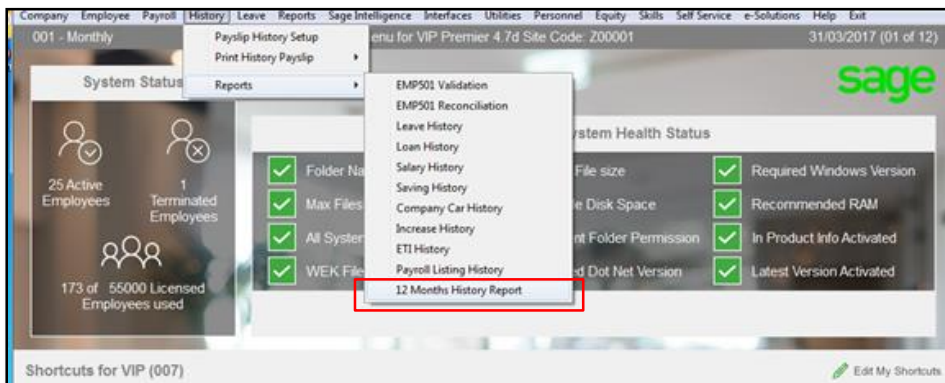 Company Employee Payroll History Leave Reports Sage Intelligence Interfaces Utilities Personnel Equity Skills Self Service e-Solutions Help Exit
001 - Monthly
enu for VIP Premier 4.7d Site Code: Z00001
31/03/2017 (01 of 12)
Payslip History Setup
Print History Payslip
Reports
EMP501 Validation
EMP501 Reconciliation
Leave History
Loan History
Salary History
Saving History
Company Car History
Increase History
ETI History
Payroll Listing History
12 Months History Report
System Status
sage
25 Active
Employees
1
Terminated
Employees
173 of 55000 Licensed
Employees used
stem Health Status
Folder Na
File size
Required Windows Version
Max Files
e Disk Space
Recommended RAM
All System
nt Folder Permission
In Product Info Activated
WEK File
ed Dot Net Version
Latest Version Activated
Shortcuts for VIP (007)
Edit My Shortcuts